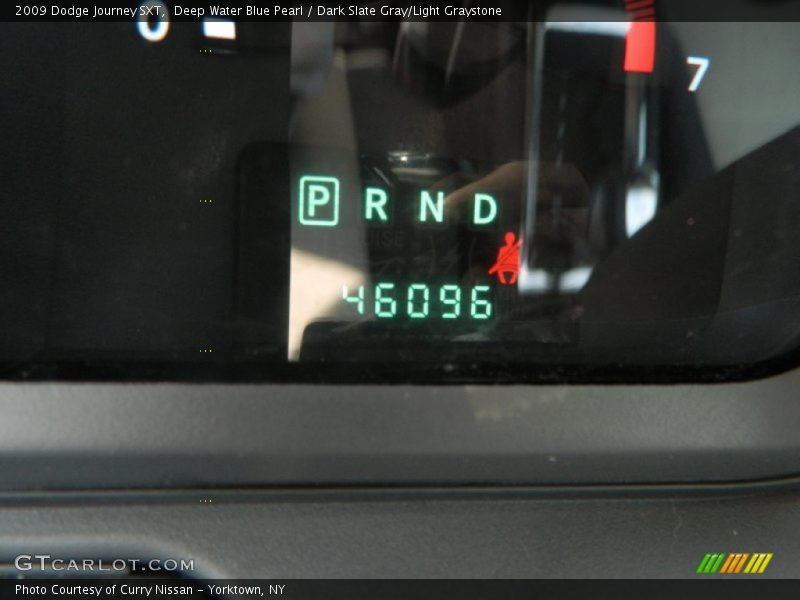 2009 Dodge Journey SXT, Deep Water Blue Pearl / Dark Slate Gray/Light Graystone
0
7
P R N D
46096
GTCARLOT.COM
Photo Courtesy of Curry Nissan - Yorktown, NY